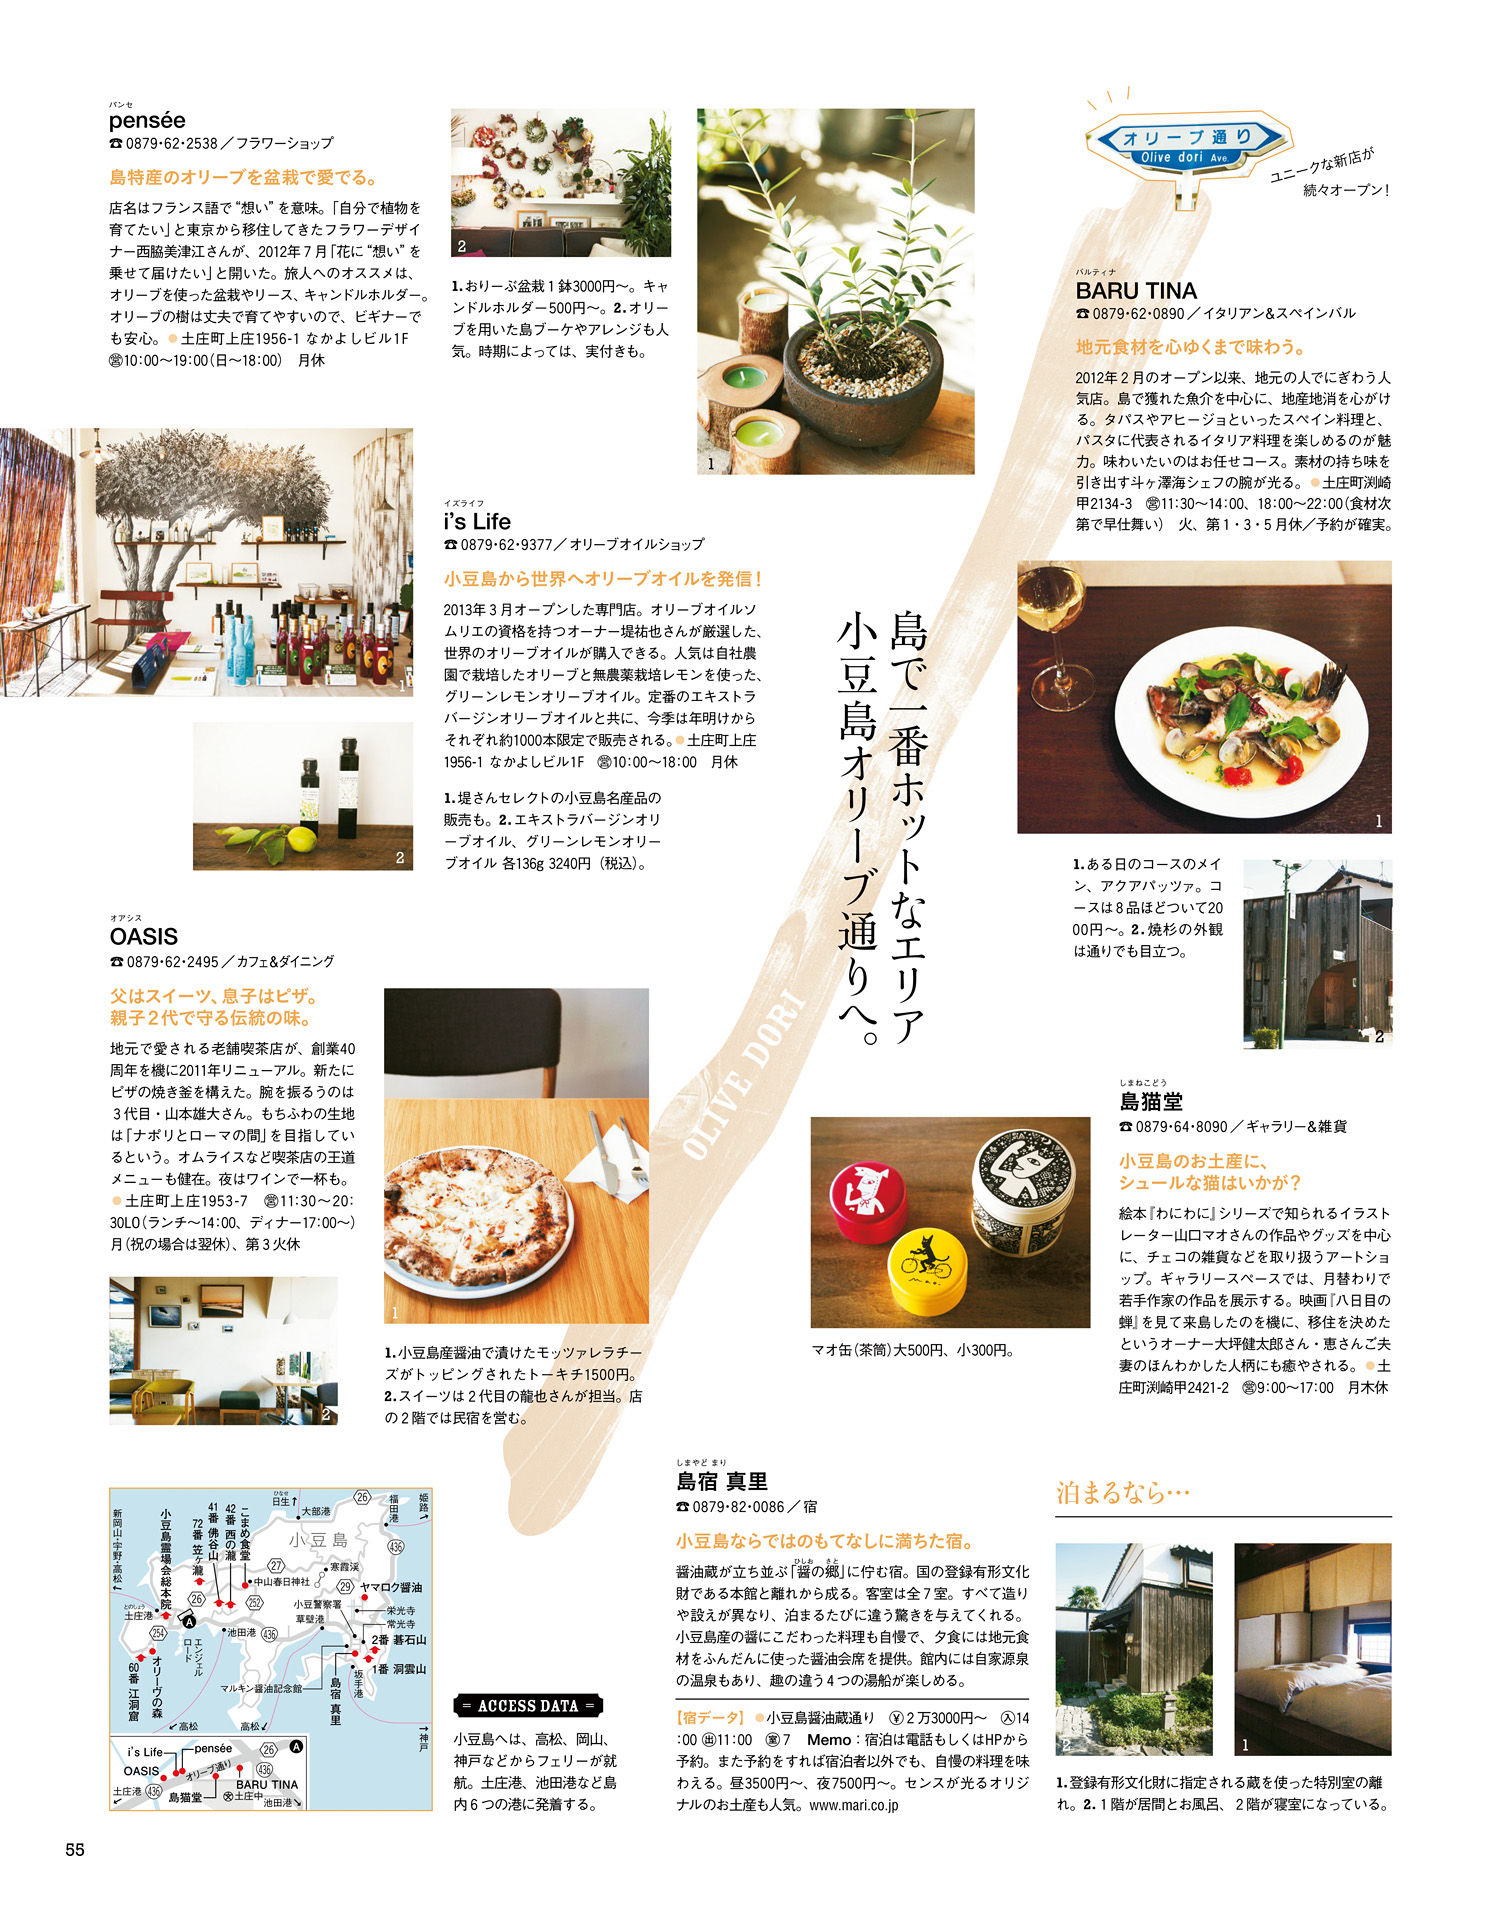 パンセ
pensée
☎0879・62・2538／フラワーショップ
島特産のオリーブを盆栽で愛でる。
店名はフランス語で“想い”を意味。「自分で植物を
育てたい」と東京から移住してきたフラワーデザイ
ナー西脇美津江さんが、2012年7月「花に“想い”を
乗せて届けたい」と開いた。旅人へのオススメは、
オリーブを使った盆栽やリース、キャンドルホルダー。
オリーブの樹は丈夫で育てやすいので、ビギナーで
も安心。●土庄町上庄1956-1 なかよしビル1F
㊡10:00〜19:00(日〜18:00)　月休
2
1.おりーぶ盆栽1鉢3000円〜。キャ
ンドルホルダー500円〜。2.オリー
ブを用いた島ブーケやアレンジも人
気。時期によっては、実付きも。
1
オリーブ通り
Olive dori Ave.
ユニークな新店が
続々オープン！
バルティナ
BARU TINA
☎0879・62・0890／イタリアン&スペインバル
地元食材を心ゆくまで味わう。
2012年2月のオープン以来、地元の人でにぎわう人
気店。島で獲れた魚介を中心に、地産地消を心がけ
る。タパスやアヒージョといったスペイン料理と、
パスタに代表されるイタリア料理を楽しめるのが魅
力。味わいたいのはお任せコース。素材の持ち味を
引き出す斗ヶ澤海シェフの腕が光る。●土庄町渕崎
甲2134-3　営11:30〜14:00、18:00〜22:00(食材次
第で早仕舞い)　火、第1・3・5月休／予約が確実。
1
1.ある日のコースのメイ
ン、アクアパッツァ。コ
ースは8品ほどついて20
00円〜。2.焼杉の外観
は通りでも目立つ。
2
島で一番ホットなエリア
小豆島オリーブ通りへ。
OLIVE DORI
1
イズライフ
i's Life
☎0879・62・9377／オリーブオイルショップ
小豆島から世界へオリーブオイルを発信！
2013年3月オープンした専門店。オリーブオイルソ
ムリエの資格を持つオーナー堤祐也さんが厳選した、
世界のオリーブオイルが購入できる。人気は自社農
園で栽培したオリーブと無農薬栽培レモンを使った、
グリーンレモンオリーブオイル。定番のエキストラ
バージンオリーブオイルと共に、今季は年明けから
それぞれ約1000本限定で販売される。●土庄町上庄
1956-1 なかよしビル1F　営10:00〜18:00　月休
2
1.堤さんセレクトの小豆島名産品の
販売も。2.エキストラバージンオリ
ーブオイル、グリーンレモンオリー
ブオイル 各136g 3240円（税込）。
オアシス
OASIS
☎0879・62・2495／カフェ&ダイニング
父はスイーツ、息子はピザ。
親子2代で守る伝統の味。
地元で愛される老舗喫茶店が、創業40
周年を機に2011年リニューアル。新たに
ピザの焼き釜を構えた。腕を振るうのは
3代目・山本雄大さん。もちふわの生地
は「ナポリとローマの間」を目指してい
るという。オムライスなど喫茶店の王道
メニューも健在。夜はワインで一杯も。
●土庄町上庄1953-7　営11:30〜20:
30LO(ランチ〜14:00、ディナー17:00〜)
月(祝の場合は翌休)、第3火休
1
2
1.小豆島産醤油で漬けたモッツァレラチー
ズがトッピングされたトーキチ1500円。
2.スイーツは2代目の龍也さんが担当。店
の2階では民宿を営む。
マオ缶(茶筒)大500円、小300円。
しまねこどう
島猫堂
☎0879・64・8090／ギャラリー&雑貨
小豆島のお土産に、
シュールな猫はいかが？
絵本『わにわに』シリーズで知られるイラスト
レーター山口マオさんの作品やグッズを中心
に、チェコの雑貨などを取り扱うアートショ
ップ。ギャラリースペースでは、月替わりで
若手作家の作品を展示する。映画『八日目の
蝉』を見て来島したのを機に、移住を決めた
というオーナー大坪健太郎さん・恵さんご夫
妻のほんわかした人柄にも癒やされる。●土
庄町渕崎甲2421-2　営9:00〜17:00　月木休
しまやど まり
島宿 真里
☎0879・82・0086／宿
小豆島ならではのもてなしに満ちた宿。
ひしお さと
醤油蔵が立ち並ぶ「醤の郷」に佇む宿。国の登録有形文化
財である本館と離れから成る。客室は全7室。すべて造り
や設えが異なり、泊まるたびに違う驚きを与えてくれる。
小豆島産の醤にこだわった料理も自慢で、夕食には地元食
材をふんだんに使った醤油会席を提供。館内には自家源泉
の温泉もあり、趣の違う4つの湯船が楽しめる。
【宿データ】●小豆島醤油蔵通り　¥2万3000円〜　入14
:00 出11:00　室7　Memo：宿泊は電話もしくはHPから
予約。また予約をすれば宿泊者以外でも、自慢の料理を味
わえる。昼3500円〜、夜7500円〜。センスが光るオリジ
ナルのお土産も人気。www.mari.co.jp
泊まるなら…
2
1
1.登録有形文化財に指定される蔵を使った特別室の離
れ。2.1階が居間とお風呂、2階が寝室になっている。
新岡山・宇野・高松
小豆島霊場会総本院
72番 笠ヶ瀧
41番 佛谷山
42番 西の瀧
こまめ食堂
ひなせ
日生
大部港
小豆島
26
福田港
姫路
436
27
寒霞渓
中山春日神社
29
ヤマロク醤油
とのしょう
土庄港
26
252
小豆警察署
草壁港
栄光寺
常光寺
A
254
エンジェルロード
池田港
436
2番 碁石山
60番 江洞窟
オリーヴの森
マルキン醤油記念館
島宿 真里
坂手港
1番 洞雲山
高松
高松
神戸
i's Life
pensée
26
A
OASIS
オリーブ通り
436
BARU TINA
土庄港
436
島猫堂
土庄中
池田港
= ACCESS DATA =
小豆島へは、高松、岡山、
神戸などからフェリーが就
航。土庄港、池田港など島
内6つの港に発着する。
55